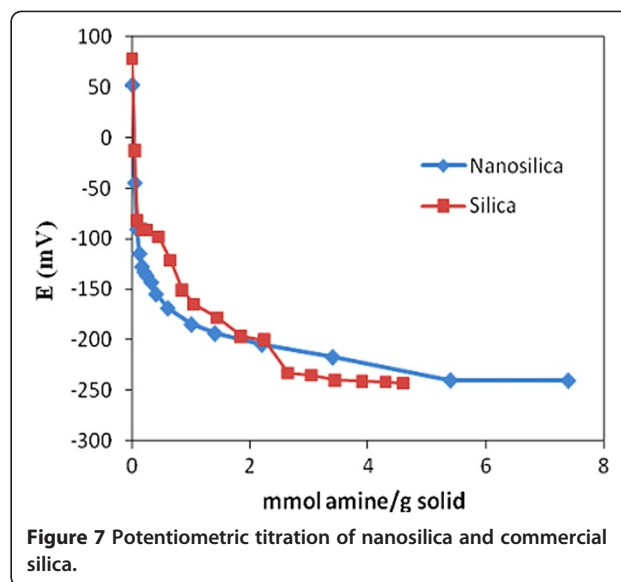 100
50
0
-50
-100
-150
-200
-250
-300
E (mV)
Nanosilica
Silica
0 2 4 6 8
mmol amine/g solid
Figure 7 Potentiometric titration of nanosilica and commercial
silica.